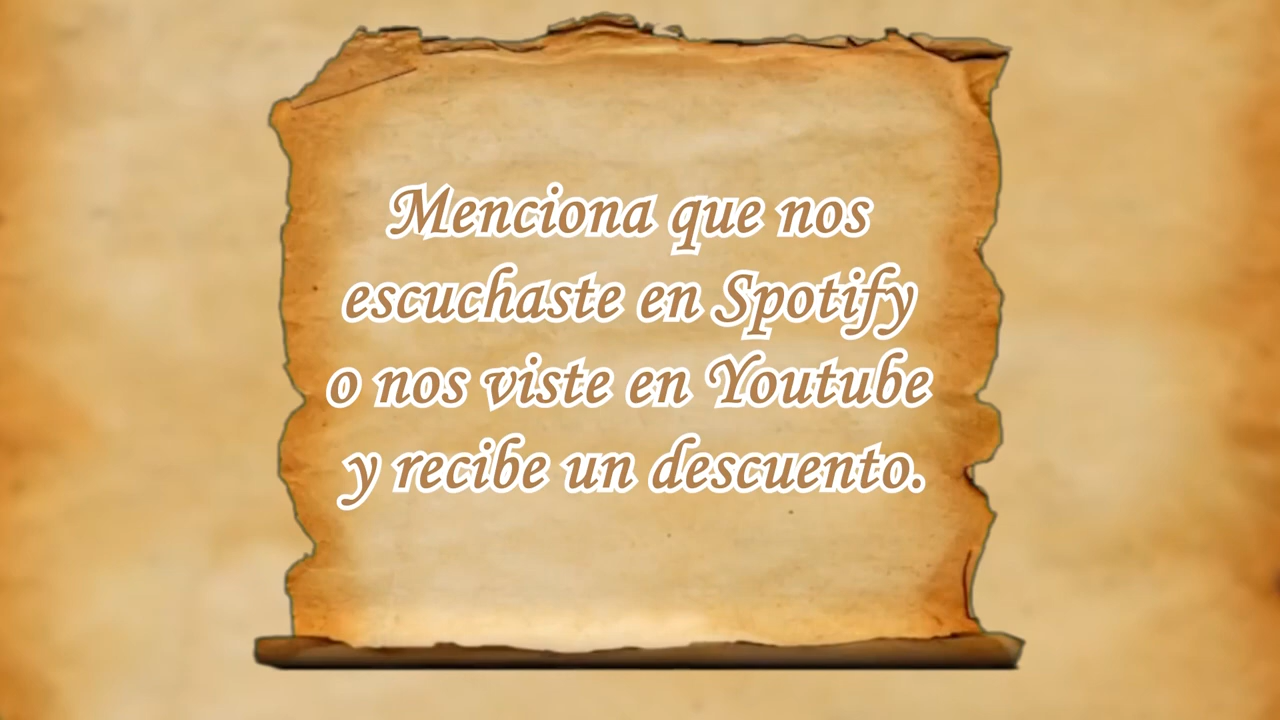 Menciona que nos
escuchaste en Spotify
o nos viste en Youtube
y recibe un descuento.